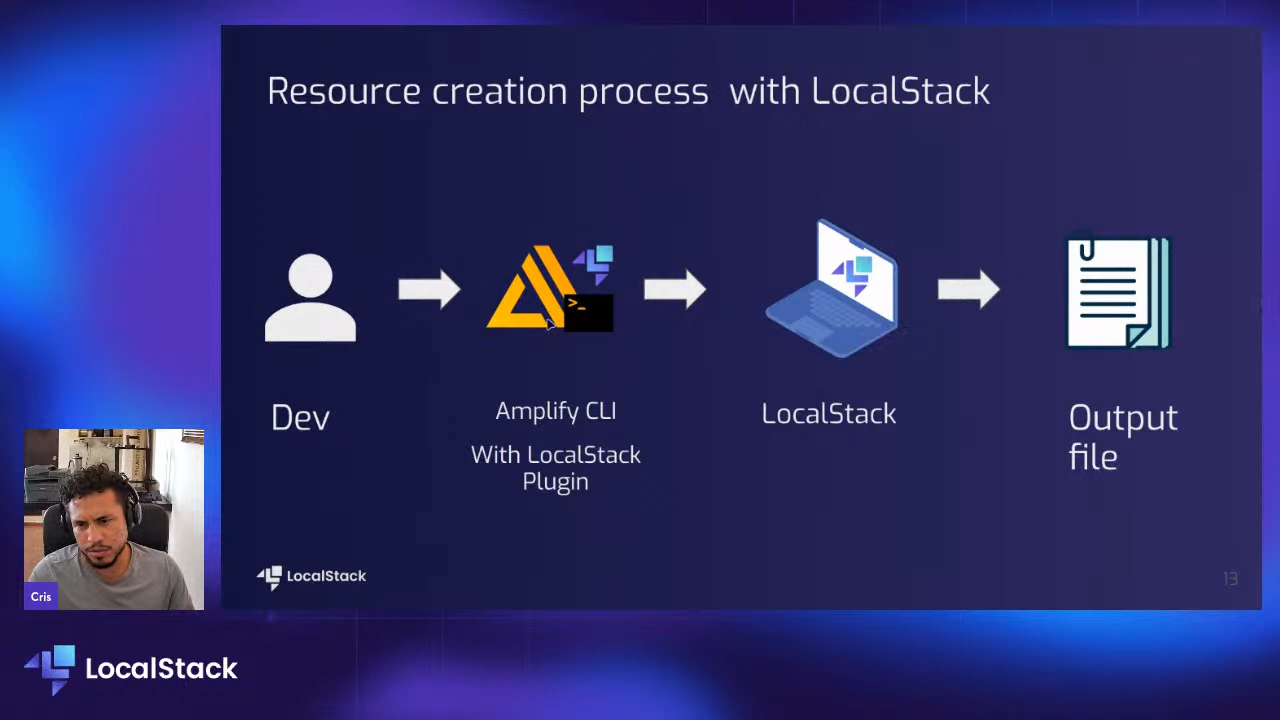 Resource creation process with LocalStack
>_
Dev
Amplify CLI
With LocalStack
Plugin
LocalStack
Output
file
LocalStack
13
Cris
LocalStack